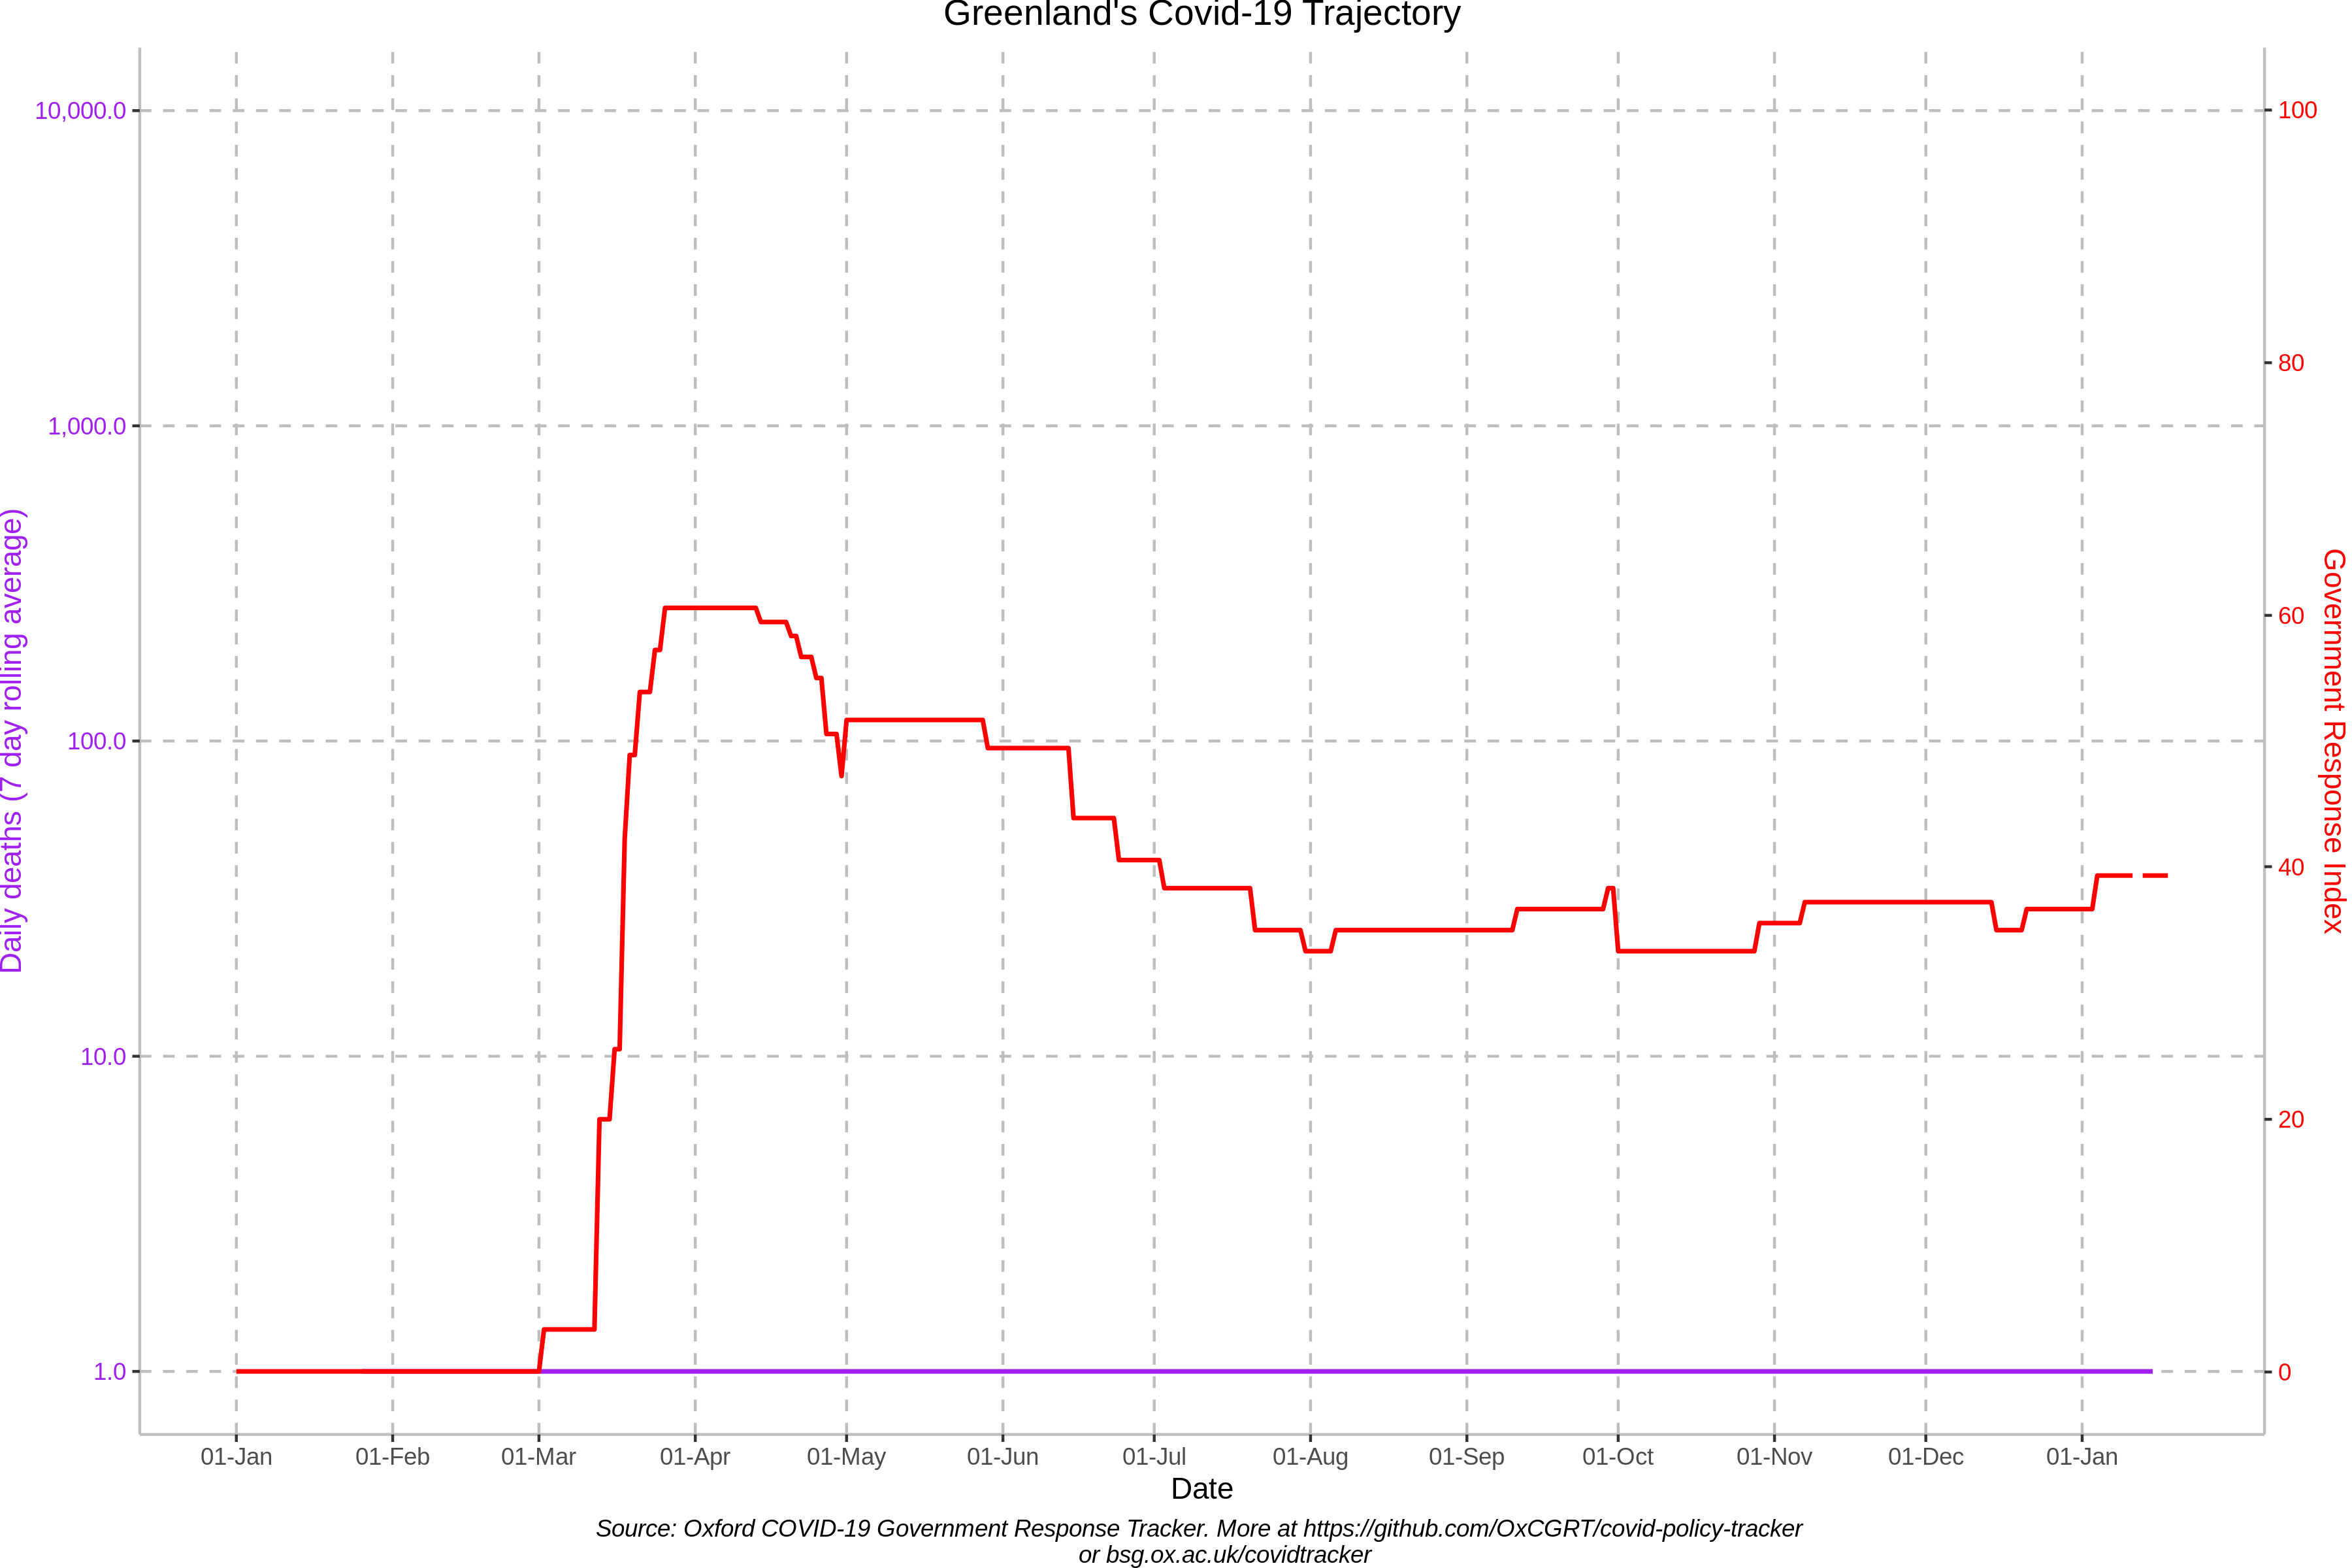 Greenland's Covid-19 Trajectory
10,000.0
1,000.0
100.0
10.0
1.0
Daily deaths (7 day rolling average)
100
80
60
40
20
0
Government Response Index
01-Jan 01-Feb 01-Mar 01-Apr 01-May 01-Jun 01-Jul 01-Aug 01-Sep 01-Oct 01-Nov 01-Dec 01-Jan
Date
Source: Oxford COVID-19 Government Response Tracker. More at https://github.com/OxCGRT/covid-policy-tracker
or bsg.ox.ac.uk/covidtracker